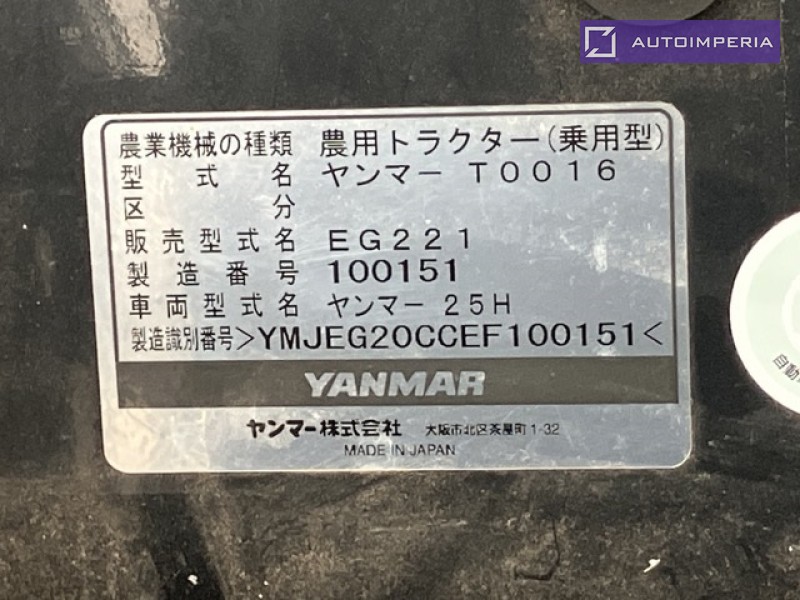 AUTOIMPERIA
農業機械の種類 農用トラクター(乗用型)
型式名 ヤンマー T0016
区分
販売型式名 EG221
製造番号 100151
車両型式名 ヤンマー 25H
製造識別番号>YMJEG20CCEF100151<
YANMAR
ヤンマー株式会社 大阪市北区茶屋町1-32
MADE IN JAPAN
自動